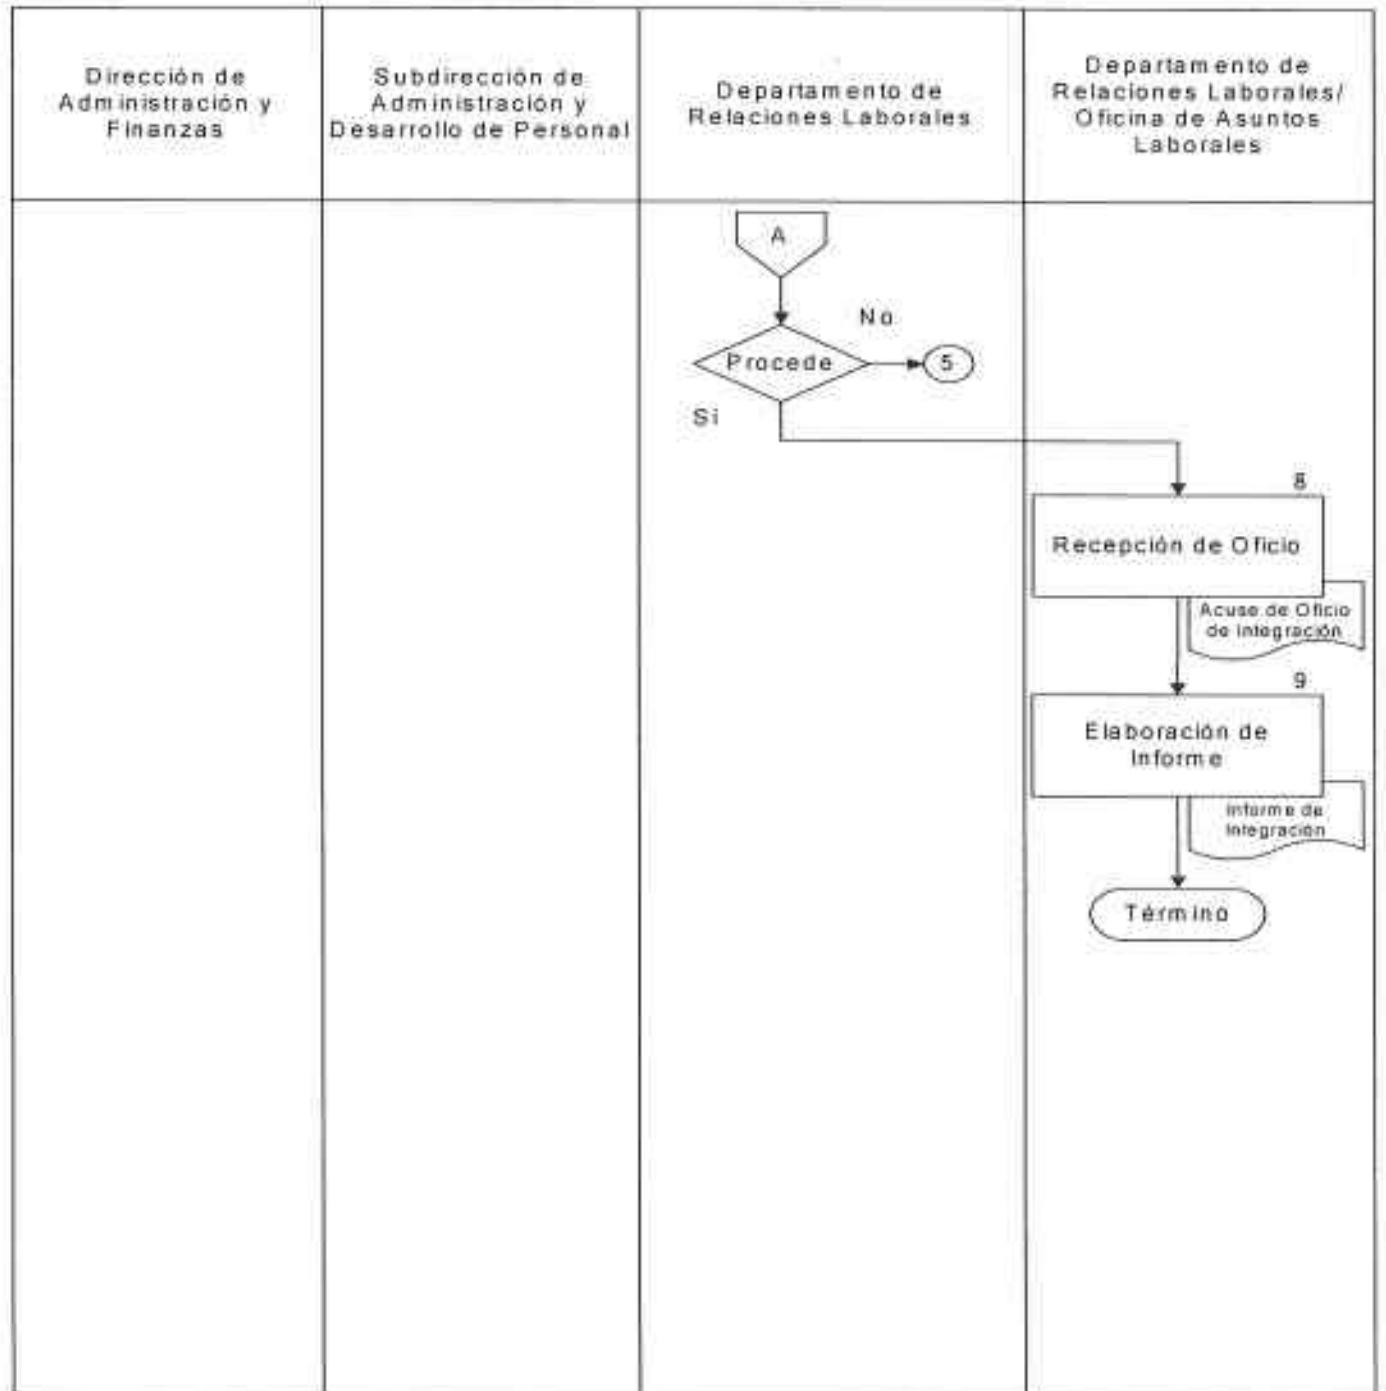 Dirección de
Administración y
Finanzas
Subdirección de
Administración y
Desarrollo de Personal
Departamento de
Relaciones Laborales
Departamento de
Relaciones Laborales/
Oficina de Asuntos
Laborales
A
No
Procede
5
Si
8
Recepción de Oficio
Acuse de Oficio
de Integración
9
Elaboración de
Informe
Informe de
Integración
Término